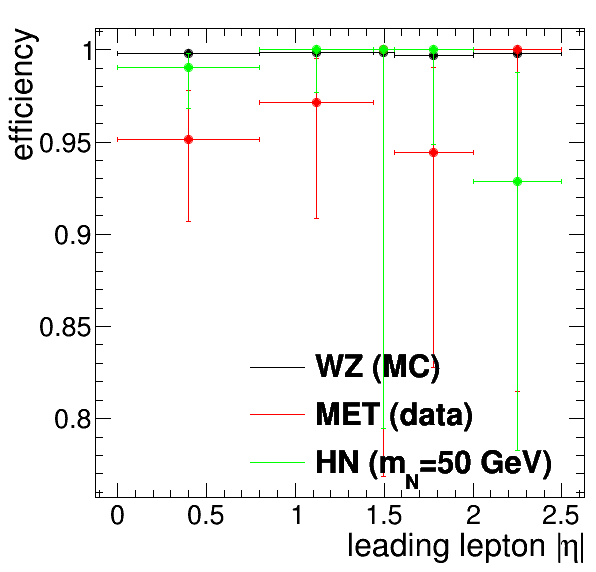 efficiency
1
0.95
0.9
0.85
0.8
WZ (MC)
MET (data)
HN (m_N=50 GeV)
0 0.5 1 1.5 2 2.5
leading lepton |η|